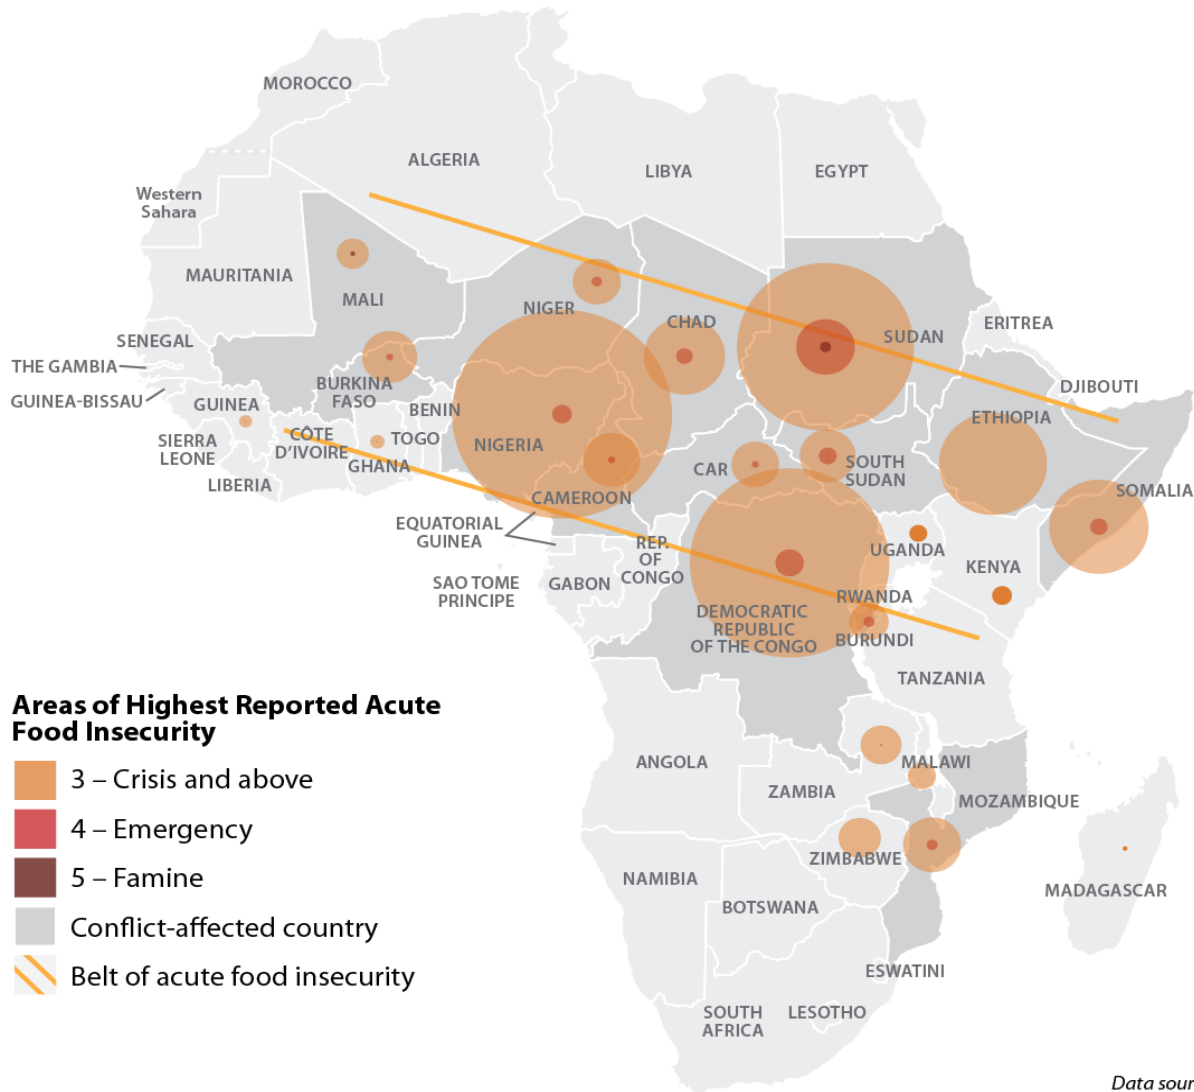 MOROCCO
ALGERIA
LIBYA
EGYPT
Western
Sahara
MAURITANIA
MALI
NIGER
CHAD
SUDAN
ERITREA
SENEGAL
THE GAMBIA
GUINEA-BISSAU
GUINEA
BURKINA
FASO
BENIN
DJIBOUTI
ETHIOPIA
SIERRA
LEONE
CÔTE
D'IVOIRE
TOGO
GHANA
NIGERIA
LIBERIA
CAR
SOUTH
SUDAN
SOMALIA
CAMEROON
EQUATORIAL
GUINEA
REP.
OF
CONGO
UGANDA
KENYA
SAO TOME
PRINCIPE
GABON
RWANDA
DEMOCRATIC
REPUBLIC
OF THE CONGO
BURUNDI
TANZANIA
Areas of Highest Reported Acute
Food Insecurity
3 – Crisis and above
4 – Emergency
5 – Famine
Conflict-affected country
Belt of acute food insecurity
ANGOLA
MALAWI
ZAMBIA
MOZAMBIQUE
ZIMBABWE
NAMIBIA
BOTSWANA
MADAGASCAR
ESWATINI
SOUTH
AFRICA
LESOTHO
Data sour